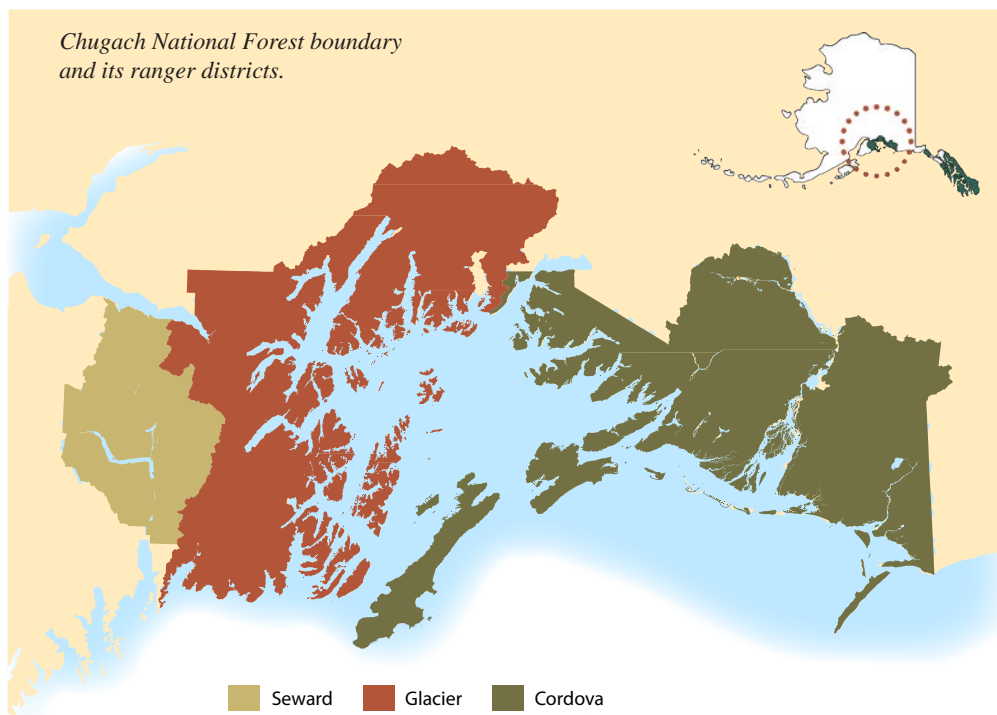 Chugach National Forest boundary
and its ranger districts.
Seward Glacier Cordova